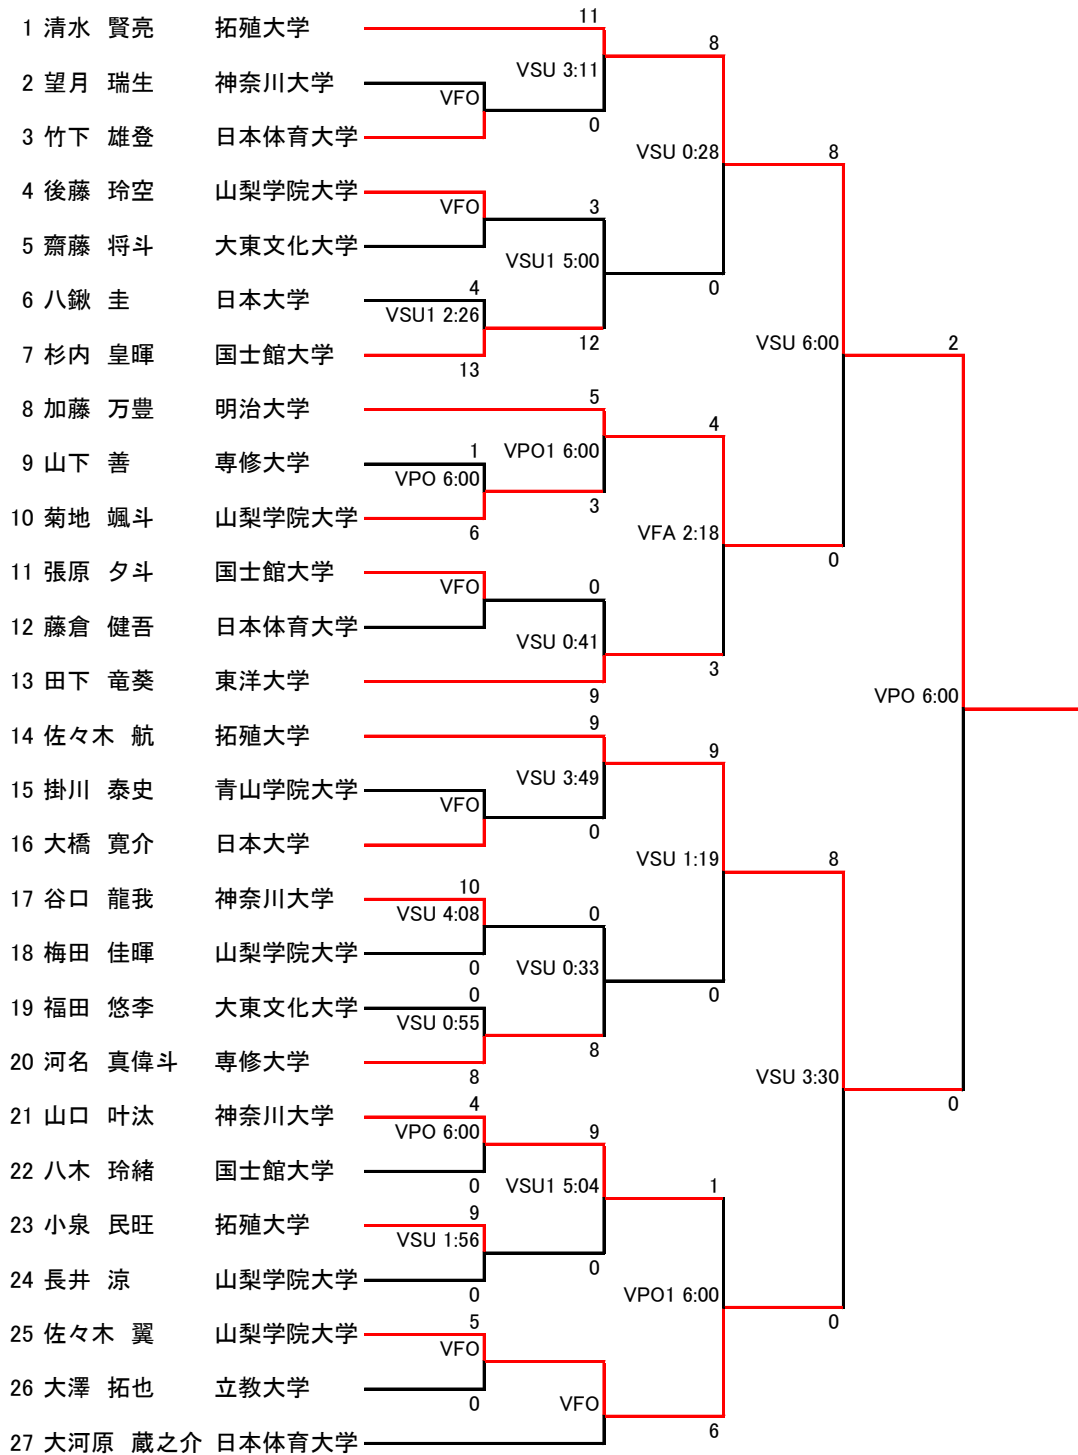 11
1 清水 賢亮 拓殖大学
8
VSU 3:11
2 望月 瑞生 神奈川大学
VFO
0
3 竹下 雄登 日本体育大学
VSU 0:28 8
4 後藤 玲空 山梨学院大学
VFO 3
5 齋藤 将斗 大東文化大学
VSU1 5:00
0
4
6 八鍬 圭 日本大学
VSU1 2:26
12 VSU 6:00 2
7 杉内 皇暉 国士館大学
13
5
8 加藤 万豊 明治大学
4
1 VPO1 6:00
9 山下 善 専修大学
VPO 6:00
3
10 菊地 颯斗 山梨学院大学
6 VFA 2:18
0
11 張原 夕斗 国士館大学
VFO 0
12 藤倉 健吾 日本体育大学
VSU 0:41
3
13 田下 竜葵 東洋大学
9 VPO 6:00
9
14 佐々木 航 拓殖大学
9
VSU 3:49
15 掛川 泰史 青山学院大学
VFO
0
16 大橋 寛介 日本大学
VSU 1:19 8
10
17 谷口 龍我 神奈川大学
VSU 4:08 0
18 梅田 佳暉 山梨学院大学
0 VSU 0:33
0 0
19 福田 悠李 大東文化大学
VSU 0:55
8
20 河名 真偉斗 専修大学
8 VSU 3:30
4 0
21 山口 叶汰 神奈川大学
VPO 6:00 9
22 八木 玲緒 国士館大学
0 VSU1 5:04 1
9
23 小泉 民旺 拓殖大学
VSU 1:56
0
24 長井 涼 山梨学院大学
0 VPO1 6:00
5 0
25 佐々木 翼 山梨学院大学
VFO
26 大澤 拓也 立教大学
0 VFO
6
27 大河原 蔵之介 日本体育大学